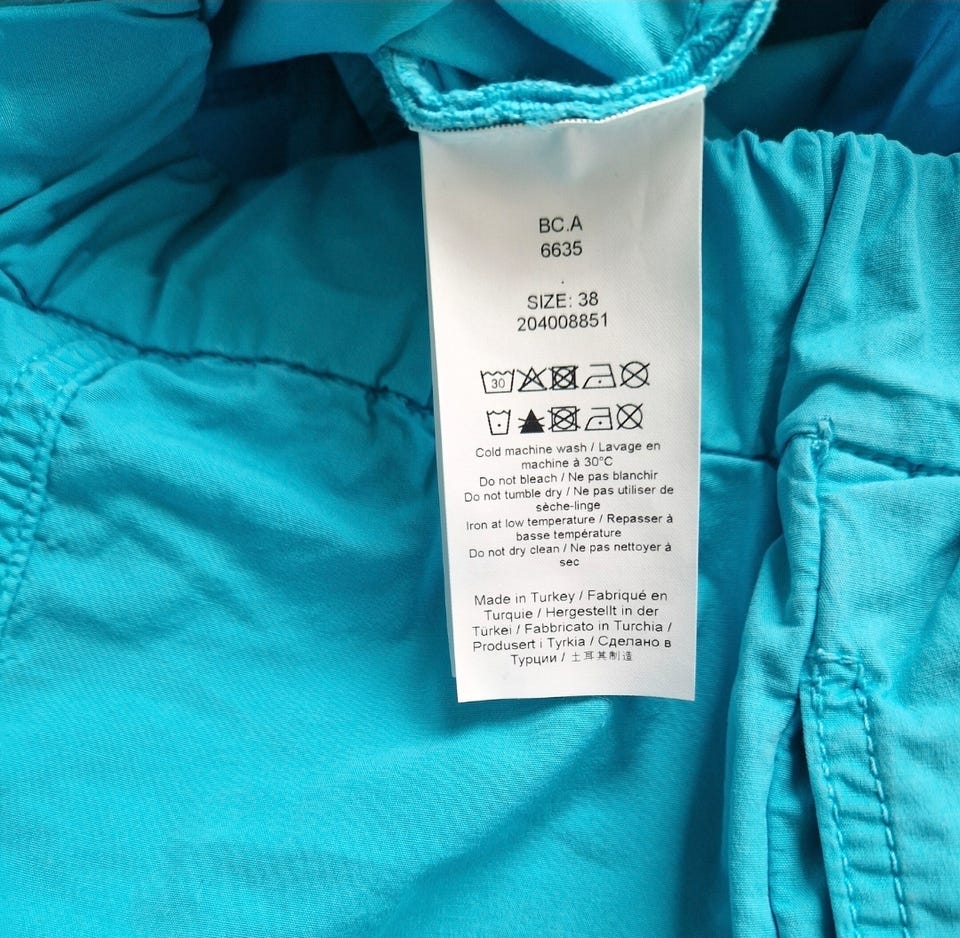 BC.A
6635
.
SIZE: 38
204008851
30
Cold machine wash / Lavage en
machine à 30°C
Do not bleach / Ne pas blanchir
Do not tumble dry / Ne pas utiliser de
sèche-linge
Iron at low temperature / Repasser à
basse température
Do not dry clean / Ne pas nettoyer à
sec
Made in Turkey / Fabriqué en
Turquie / Hergestellt in der
Türkei / Fabbricato in Turchia /
Produsert i Tyrkia / Сделано в
Турции / 土耳其制造